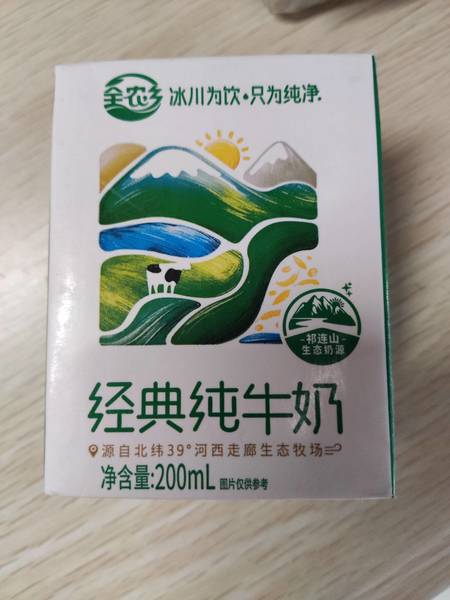 全农乡 冰川为饮·只为纯净.
-祁连山-
生态奶源
经典纯牛奶
源自北纬39°河西走廊生态牧场
净含量:200mL 图片仅供参考